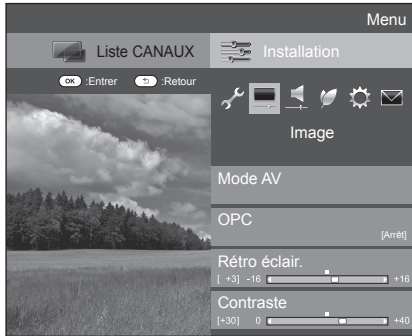 Menu
Liste CANAUX
Installation
OK :Entrer :Retour
Image
Mode AV
OPC
[Arrêt]
Rétro éclair.
[ +3] -16 +16
Contraste
[+30] 0 +40